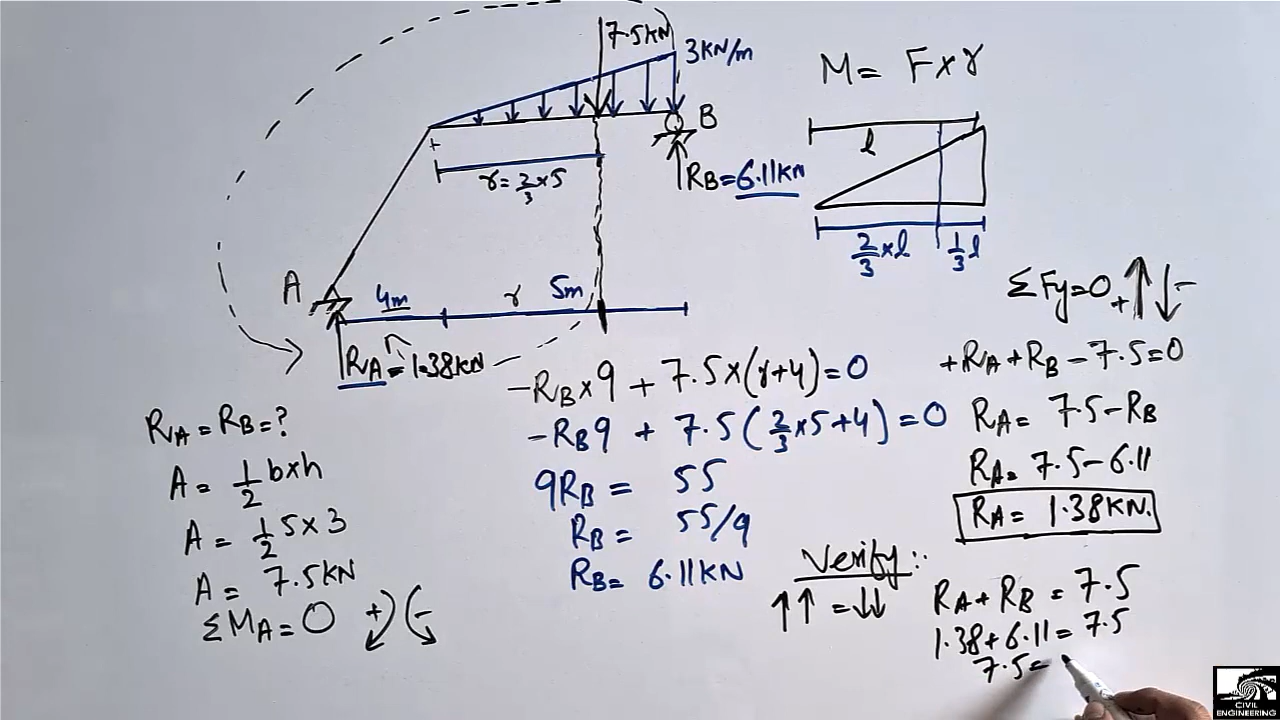 7.5KN
3KN/m
B
RB=6.11KN
r=2/3×5
A
4m
r
5m
RA=1.38KN
M= F×r
l
2/3×l
1/3l
RA=RB=?
A= 1/2 b×h
A= 1/2 5×3
A= 7.5KN
ΣMA=0 +) (-
-RB×9 + 7.5×(r+4)=0
-RB9 + 7.5(2/3×5+4)=0
9RB= 55
RB= 55/9
RB= 6.11KN
ΣFy=0 +↑↓-
+RA+RB-7.5=0
RA= 7.5-RB
RA= 7.5-6.11
RA= 1.38KN.
Verify:
↑↑=↓↓
RA+RB=7.5
1.38+6.11=7.5
7.5=
CIVIL
ENGINEERING